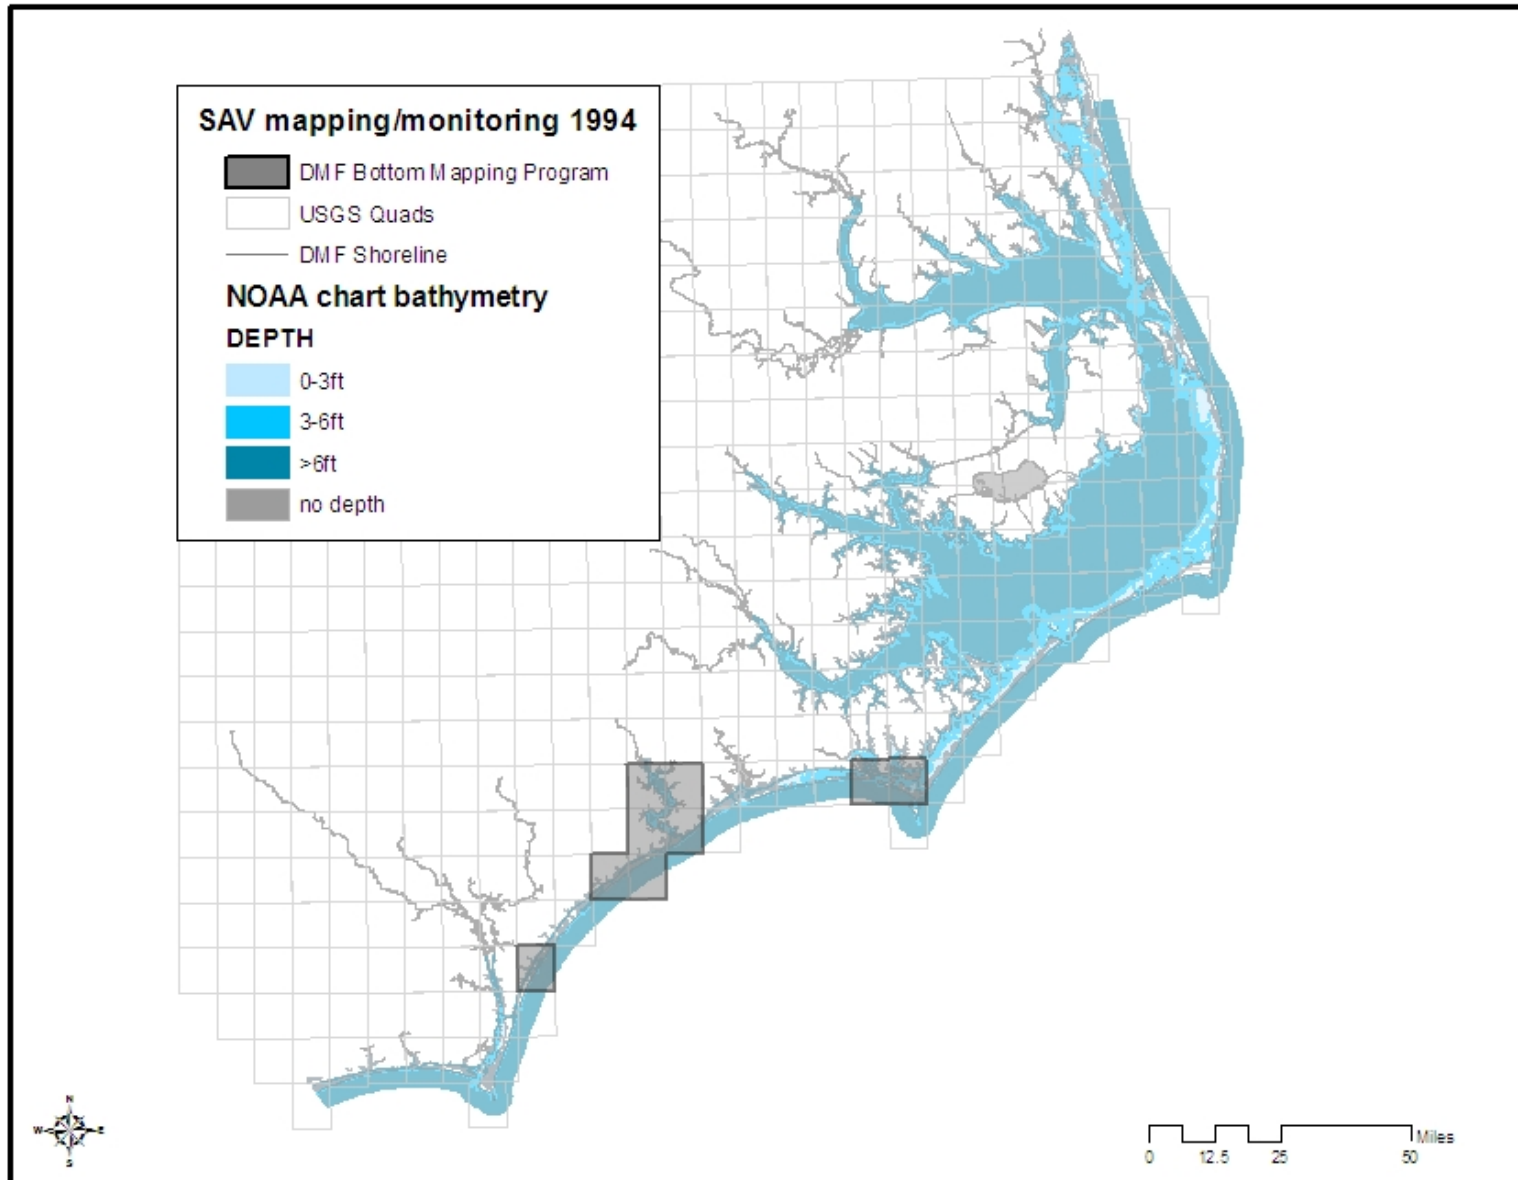 SAV mapping/monitoring 1994
DMF Bottom Mapping Program
USGS Quads
DMF Shoreline
NOAA chart bathymetry
DEPTH
0-3ft
3-6ft
>6ft
no depth
N
W E
S
Miles
0 12.5 25 50